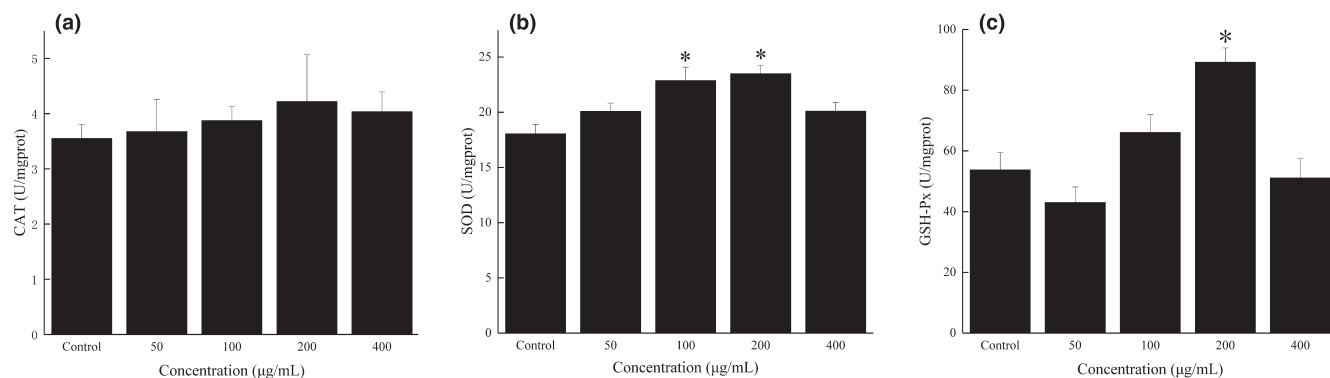 (a)
CAT (U/mgprot)
5
4
3
2
1
0
Control 50 100 200 400
Concentration (μg/mL)
(b)
SOD (U/mgprot)
25
20
15
10
5
0
* *
Control 50 100 200 400
Concentration (μg/mL)
(c)
GSH-Px (U/mgprot)
100
80
60
40
20
0
*
Control 50 100 200 400
Concentration (μg/mL)